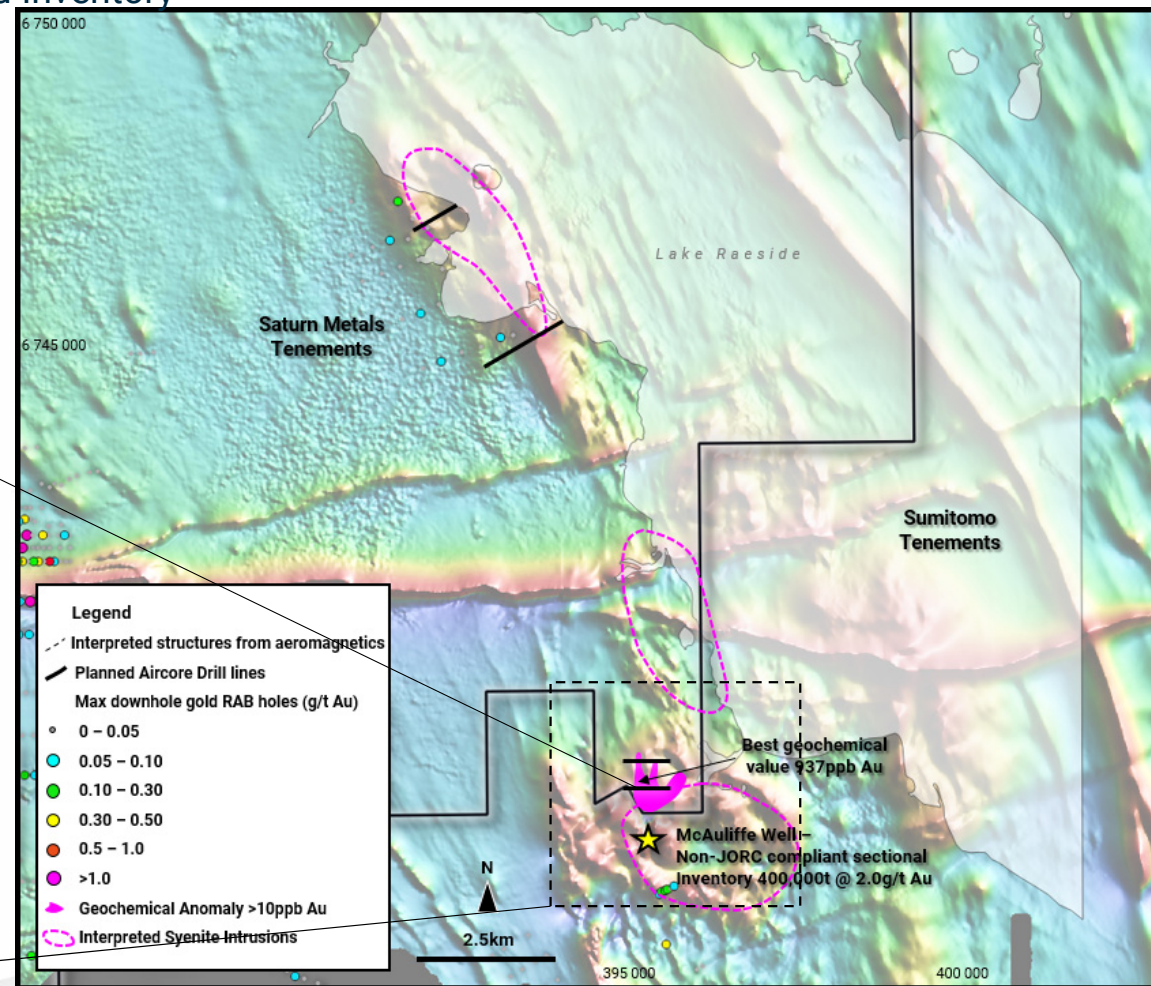 6 750 000
Lake Raeside
Saturn Metals
Tenements
6 745 000
Sumitomo
Tenements
Legend
Interpreted structures from aeromagnetics
Planned Aircore Drill lines
Max downhole gold RAB holes (g/t Au)
0 – 0.05
0.05 – 0.10
0.10 – 0.30
0.30 – 0.50
0.5 – 1.0
>1.0
Geochemical Anomaly >10ppb Au
Interpreted Syenite Intrusions
Best geochemical
value 937ppb Au
McAuliffe Well –
Non-JORC compliant sectional
Inventory 400,000t @ 2.0g/t Au
N
2.5km
395 000
400 000